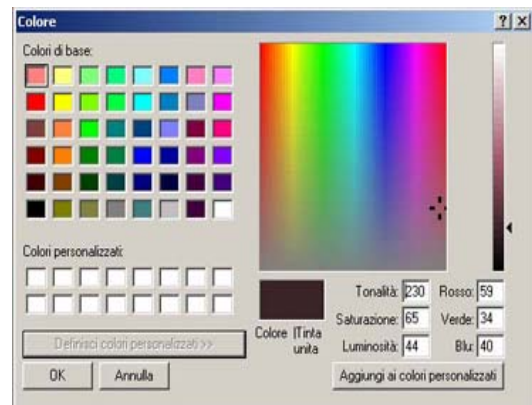 Colore
Colori di base:
Colori personalizzati:
Definisci colori personalizzati >>
OK Annulla
Colore |Tinta
unita
Tonalità: 230 Rosso: 59
Saturazione: 65 Verde: 34
Luminosità: 44 Blu: 40
Aggiungi ai colori personalizzati